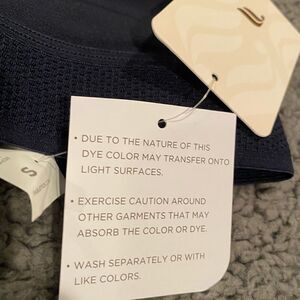 • DUE TO THE NATURE OF THIS
DYE COLOR MAY TRANSFER ONTO
LIGHT SURFACES.
• EXERCISE CAUTION AROUND
OTHER GARMENTS THAT MAY
ABSORB THE COLOR OR DYE.
• WASH SEPARATELY OR WITH
LIKE COLORS.
S